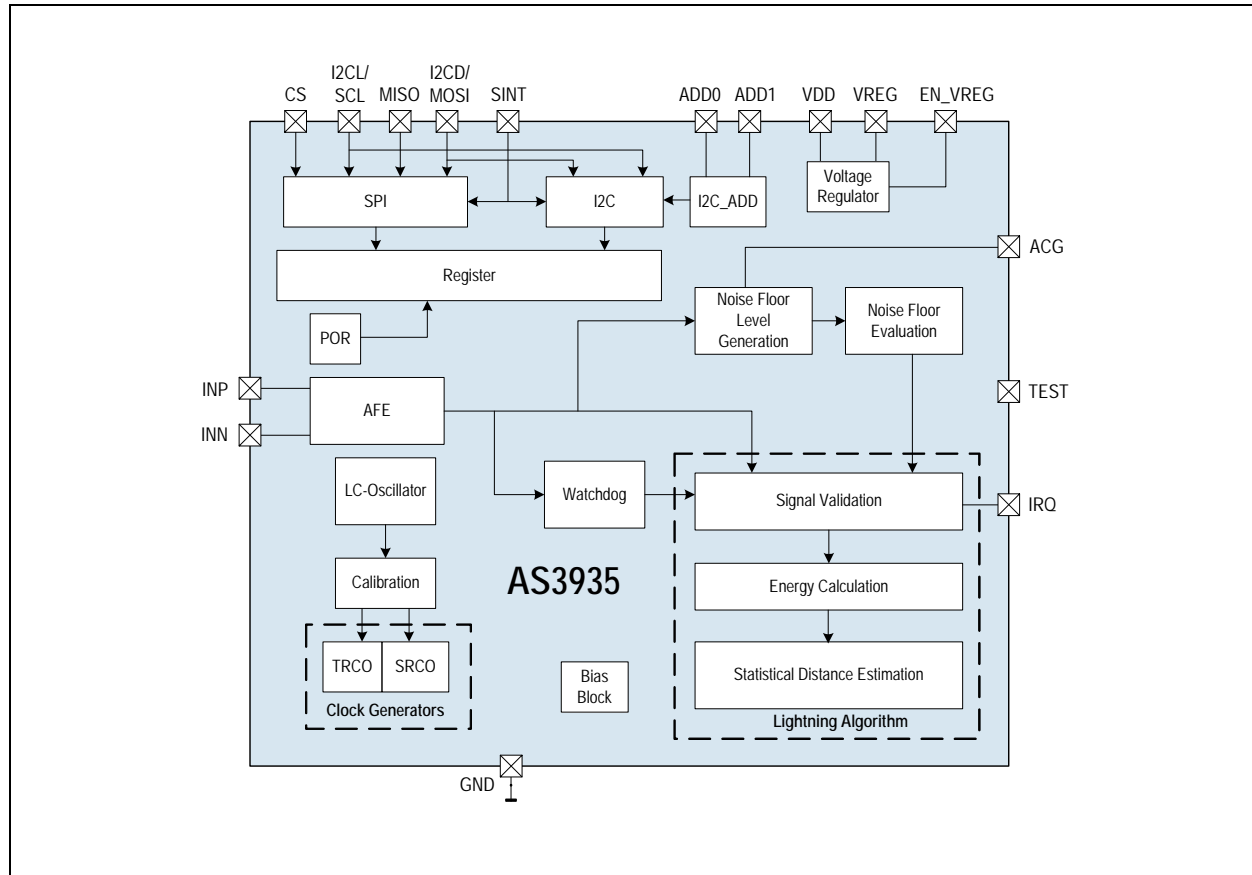 I2CL/
I2CD/
CS
SCL
MISO
MOSI
SINT
ADD0
ADD1
VDD
VREG
EN_VREG
SPI
I2C
I2C_ADD
Voltage
Regulator
ACG
Register
Noise Floor
Level
Generation
Noise Floor
Evaluation
POR
INP
AFE
TEST
INN
LC-Oscillator
Watchdog
Signal Validation
IRQ
Calibration
AS3935
Energy Calculation
TRCO
SRCO
Clock Generators
Bias
Block
Statistical Distance Estimation
Lightning Algorithm
GND